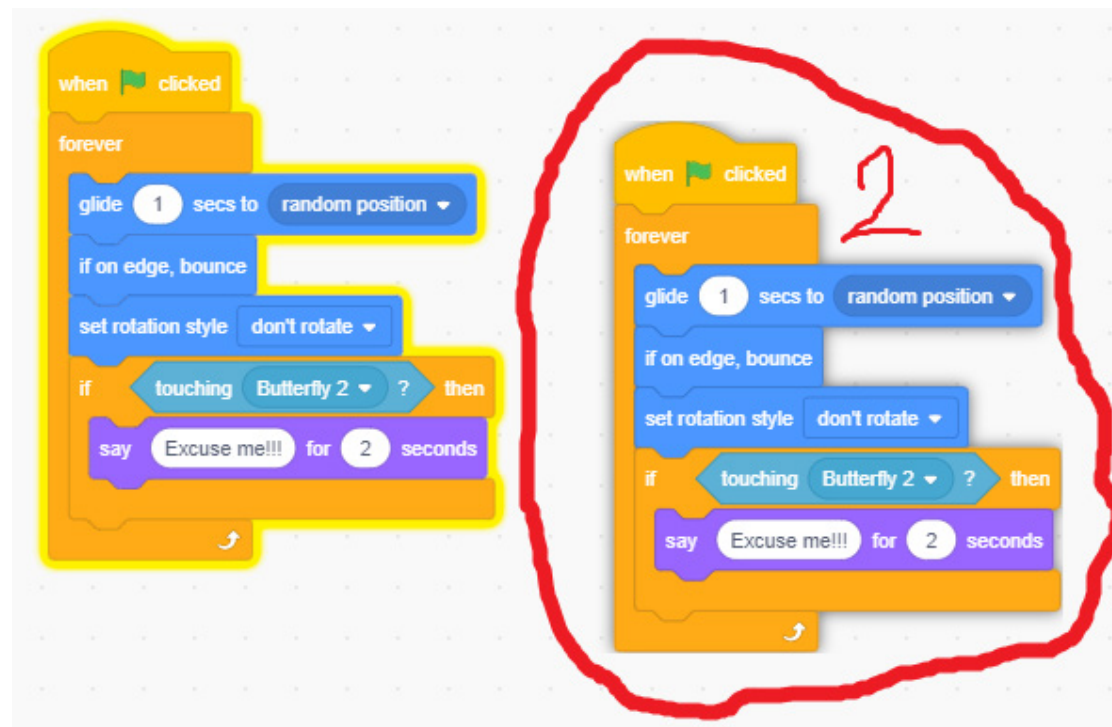 when clicked
forever
glide 1 secs to random position
if on edge, bounce
set rotation style don't rotate
if touching Butterfly 2 ? then
say Excuse me!!! for 2 seconds
2
when clicked
forever
glide 1 secs to random position
if on edge, bounce
set rotation style don't rotate
if touching Butterfly 2 ? then
say Excuse me!!! for 2 seconds